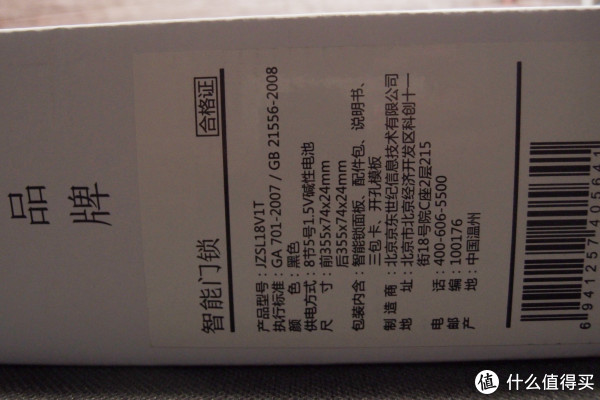 品牌
智能门锁
合格证
产品型号：JZSL18V1T
执行标准：GA 701-2007 / GB 21556-2008
颜 色：黑色
供电方式：8节5号1.5V碱性电池
尺 寸：前355x74x24mm
后355x74x24mm
包装内含：智能锁面板、配件包、说明书、
三包卡、开孔模板
制 造 商：北京京东世纪信息技术有限公司
地 址：北京市北京经济开发区科创十一
街18号院C座2层215
电 话：400-606-5500
邮 编：100176
产 地：中国温州
6 941257 405641
值 什么值得买